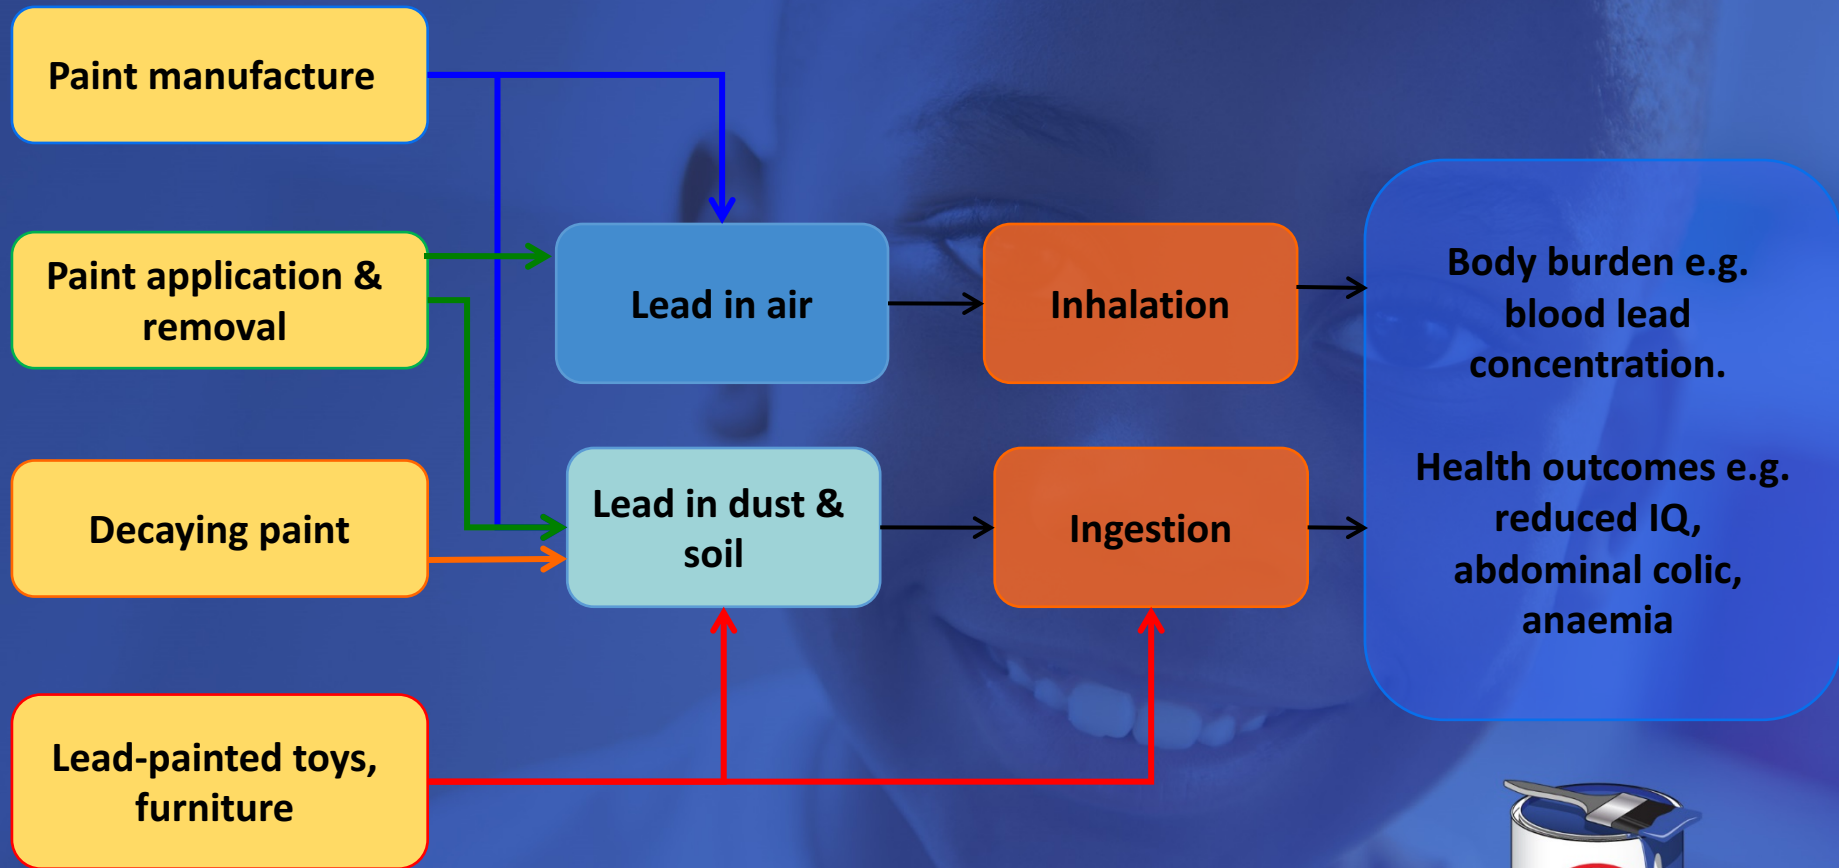 Paint manufacture
Paint application &
removal
Decaying paint
Lead-painted toys,
furniture
Lead in air
Lead in dust &
soil
Inhalation
Ingestion
Body burden e.g.
blood lead
concentration.
Health outcomes e.g.
reduced IQ,
abdominal colic,
anaemia